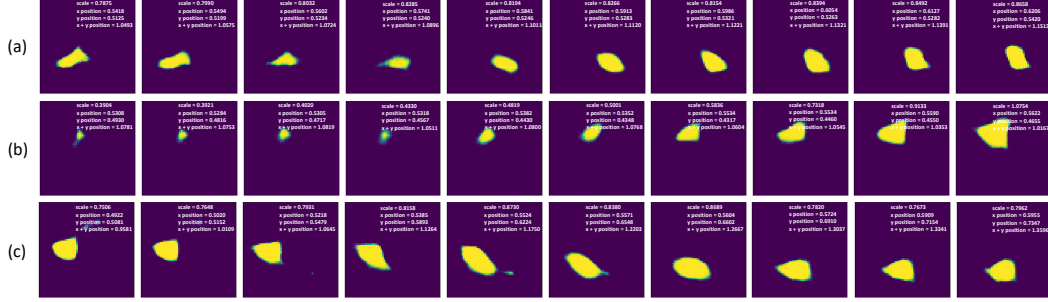 (a)
scale = 0.7875
x position = 0.5418
y position = 0.5125
x + y position = 1.0493
scale = 0.7990
x position = 0.5494
y position = 0.5199
x + y position = 1.0575
scale = 0.8032
x position = 0.5602
y position = 0.5234
x + y position = 1.0724
scale = 0.8285
x position = 0.5741
y position = 0.5240
x + y position = 1.0896
scale = 0.8194
x position = 0.5841
y position = 0.5246
x + y position = 1.1011
scale = 0.8266
x position = 0.5913
y position = 0.5283
x + y position = 1.1120
scale = 0.8154
x position = 0.5986
y position = 0.5321
x + y position = 1.1221
scale = 0.8394
x position = 0.6054
y position = 0.5263
x + y position = 1.1321
scale = 0.8492
x position = 0.6127
y position = 0.5282
x + y position = 1.1391
scale = 0.8658
x position = 0.6206
y position = 0.5420
x + y position = 1.1512
(b)
scale = 0.3904
x position = 0.5308
y position = 0.4930
x + y position = 1.0781
scale = 0.3921
x position = 0.5284
y position = 0.4816
x + y position = 1.0753
scale = 0.4020
x position = 0.5305
y position = 0.4717
x + y position = 1.0819
scale = 0.4330
x position = 0.5318
y position = 0.4567
x + y position = 1.0511
scale = 0.4819
x position = 0.5382
y position = 0.4430
x + y position = 1.0800
scale = 0.5001
x position = 0.5352
y position = 0.4348
x + y position = 1.0768
scale = 0.5836
x position = 0.5534
y position = 0.4317
x + y position = 1.0604
scale = 0.7318
x position = 0.5534
y position = 0.4460
x + y position = 1.0545
scale = 0.9133
x position = 0.5590
y position = 0.4550
x + y position = 1.0353
scale = 1.0754
x position = 0.5622
y position = 0.4655
x + y position = 1.0167
(c)
scale = 0.7506
x position = 0.4922
y position = 0.5081
x + y position = 0.9581
scale = 0.7648
x position = 0.5020
y position = 0.5152
x + y position = 1.0109
scale = 0.7931
x position = 0.5218
y position = 0.5479
x + y position = 1.0645
scale = 0.8158
x position = 0.5385
y position = 0.5893
x + y position = 1.1264
scale = 0.8730
x position = 0.5524
y position = 0.6224
x + y position = 1.1750
scale = 0.8380
x position = 0.5571
y position = 0.6548
x + y position = 1.2203
scale = 0.8689
x position = 0.5604
y position = 0.6602
x + y position = 1.2667
scale = 0.7820
x position = 0.5724
y position = 0.6910
x + y position = 1.3037
scale = 0.7673
x position = 0.5909
y position = 0.7154
x + y position = 1.3341
scale = 0.7962
x position = 0.5955
y position = 0.7347
x + y position = 1.3598